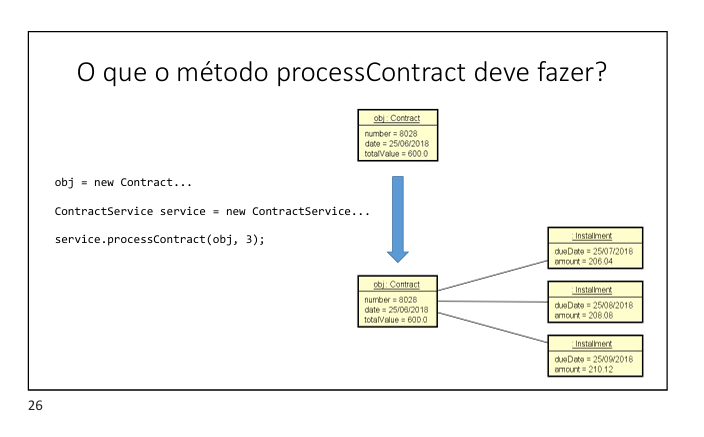 O que o método processContract deve fazer?
obj : Contract
number = 8028
date = 25/06/2018
totalValue = 600.0
obj = new Contract...
ContractService service = new ContractService...
service.processContract(obj, 3);
: Installment
dueDate = 25/07/2018
amount = 206.04
obj : Contract
number = 8028
date = 25/06/2018
totalValue = 600.0
: Installment
dueDate = 25/08/2018
amount = 208.08
: Installment
dueDate = 25/09/2018
amount = 210.12
26